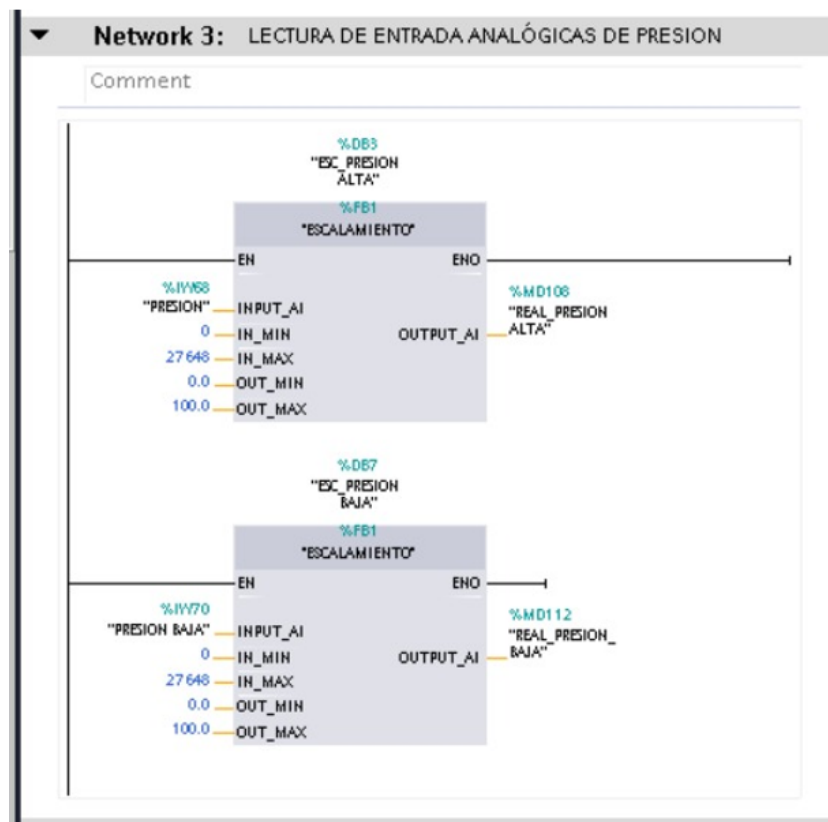 Network 3: LECTURA DE ENTRADA ANALÓGICAS DE PRESION
Comment
%DB3
"ESC_PRESION
ALTA"
%FB1
"ESCALAMIENTO"
EN ENO
%IW68
"PRESION" INPUT_AI
%MD108
"REAL_PRESION
ALTA"
0 IN_MIN OUTPUT_AI
27648 IN_MAX
0.0 OUT_MIN
100.0 OUT_MAX
%DB7
"ESC_PRESION
BAJA"
%FB1
"ESCALAMIENTO"
EN ENO
%IW70
"PRESION BAJA" INPUT_AI
%MD112
"REAL_PRESION_
BAJA"
0 IN_MIN OUTPUT_AI
27648 IN_MAX
0.0 OUT_MIN
100.0 OUT_MAX